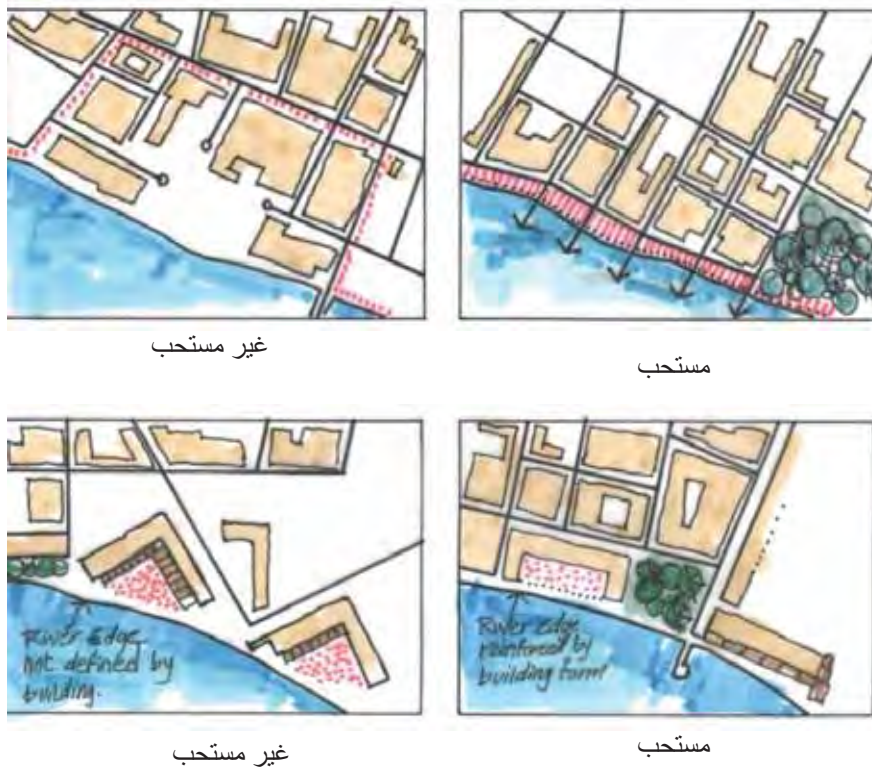 غير مستحب
مستحب
River Edge
not defined by
building.
River Edge
reinforced by
building form
غير مستحب
مستحب